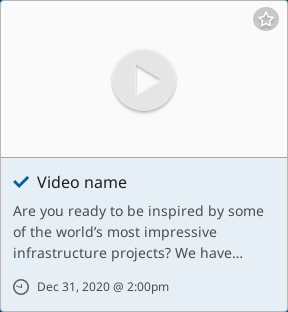 Video name
Are you ready to be inspired by some
of the world’s most impressive
infrastructure projects? We have...
Dec 31, 2020 @ 2:00pm